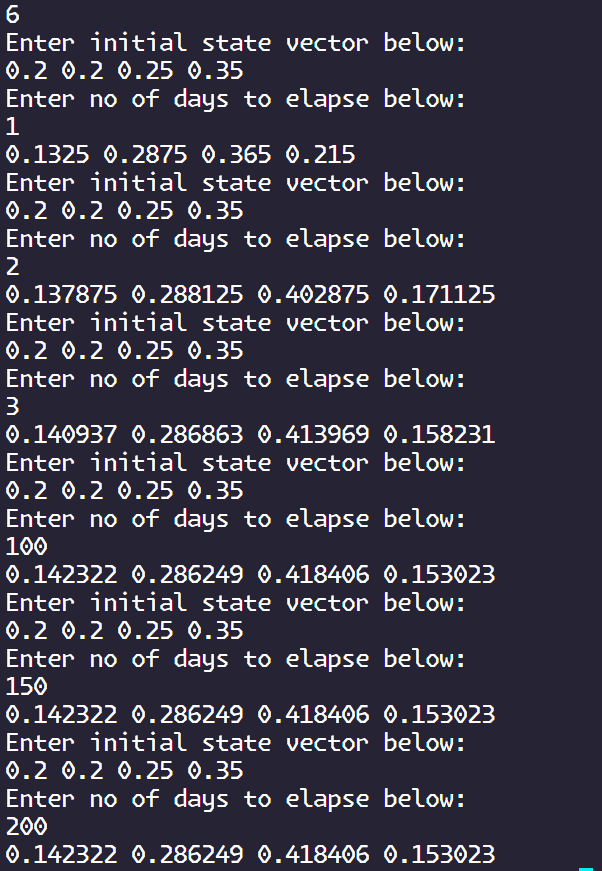 6
Enter initial state vector below:
0.2 0.2 0.25 0.35
Enter no of days to elapse below:
1
0.1325 0.2875 0.365 0.215
Enter initial state vector below:
0.2 0.2 0.25 0.35
Enter no of days to elapse below:
2
0.137875 0.288125 0.402875 0.171125
Enter initial state vector below:
0.2 0.2 0.25 0.35
Enter no of days to elapse below:
3
0.140937 0.286863 0.413969 0.158231
Enter initial state vector below:
0.2 0.2 0.25 0.35
Enter no of days to elapse below:
100
0.142322 0.286249 0.418406 0.153023
Enter initial state vector below:
0.2 0.2 0.25 0.35
Enter no of days to elapse below:
150
0.142322 0.286249 0.418406 0.153023
Enter initial state vector below:
0.2 0.2 0.25 0.35
Enter no of days to elapse below:
200
0.142322 0.286249 0.418406 0.153023